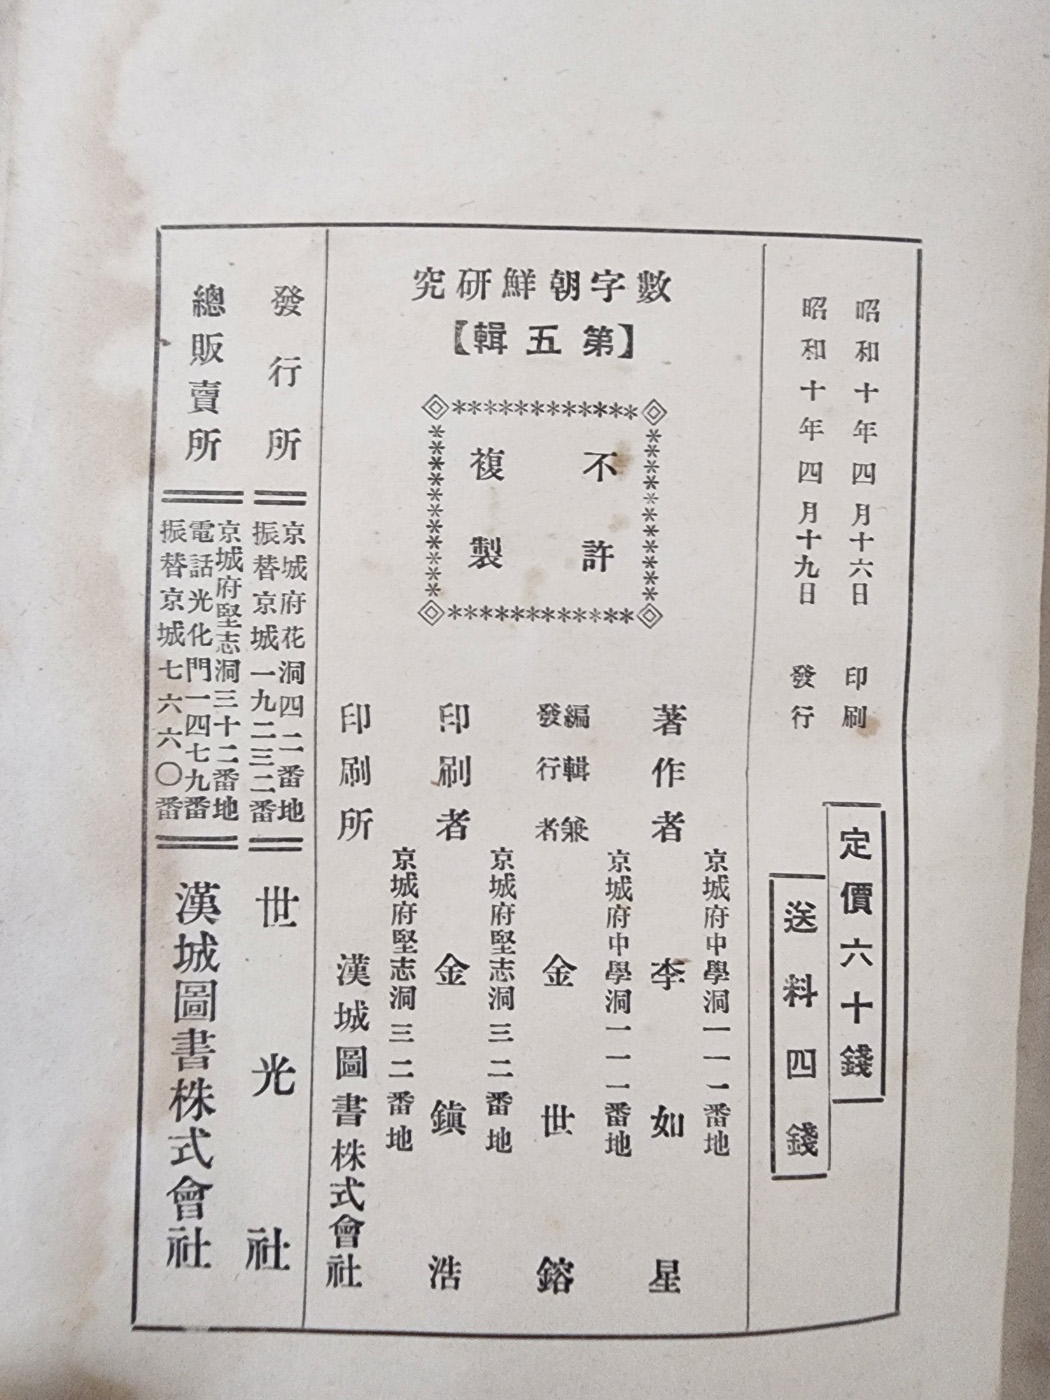 昭和十年四月十六日 印刷
昭和十年四月十九日 發行
定價六十錢
送料四錢
數字朝鮮研究
【第五輯】
不許
複製
京城府中學洞一一一番地
著作者 李如星
京城府中學洞一一一番地
編輯兼
發行者 金世鎔
京城府堅志洞三二番地
印刷者 金鎭浩
京城府堅志洞三二番地
印刷所 漢城圖書株式會社
發行所
京城府花洞四二番地
振替京城一九二三二番
世光社
總販賣所
京城府堅志洞三十二番地
電話光化門一四七九番
振替京城七六六〇番
漢城圖書株式會社